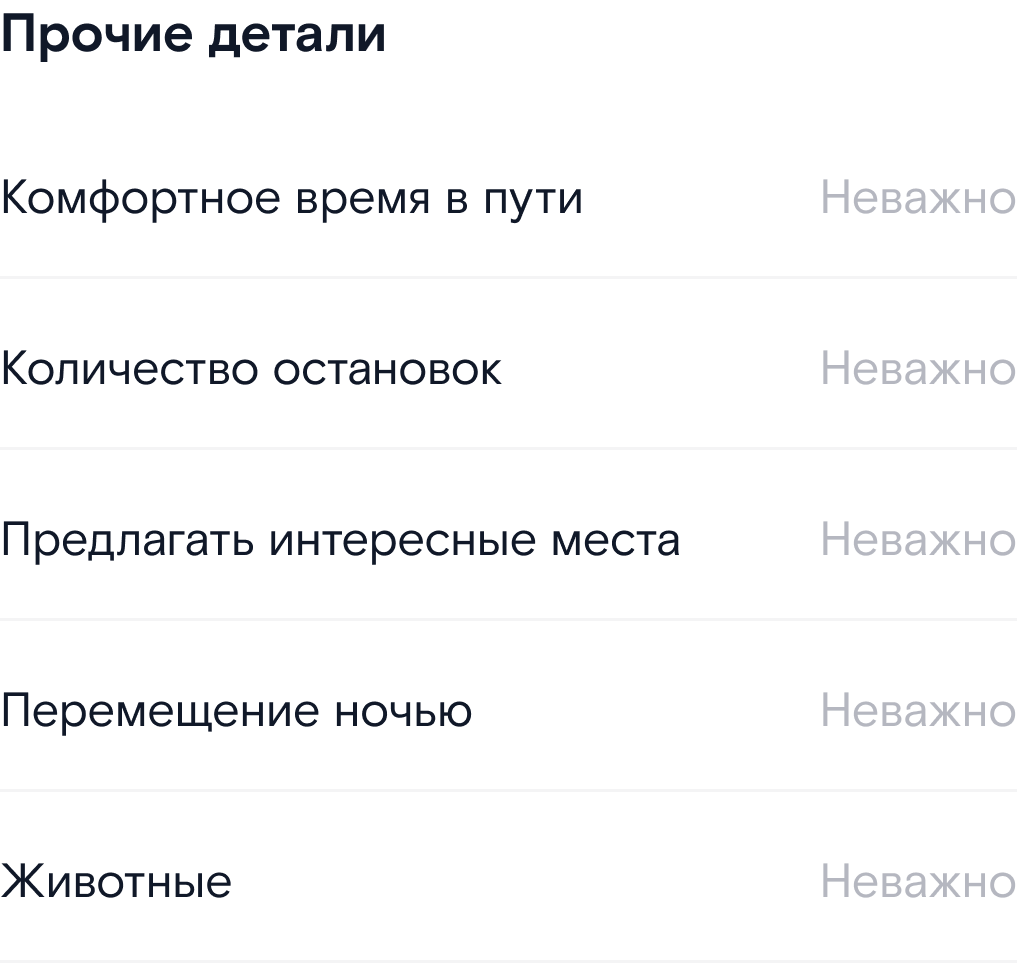 Прочие детали
Комфортное время в пути Неважно
Количество остановок Неважно
Предлагать интересные места Неважно
Перемещение ночью Неважно
Животные Неважно